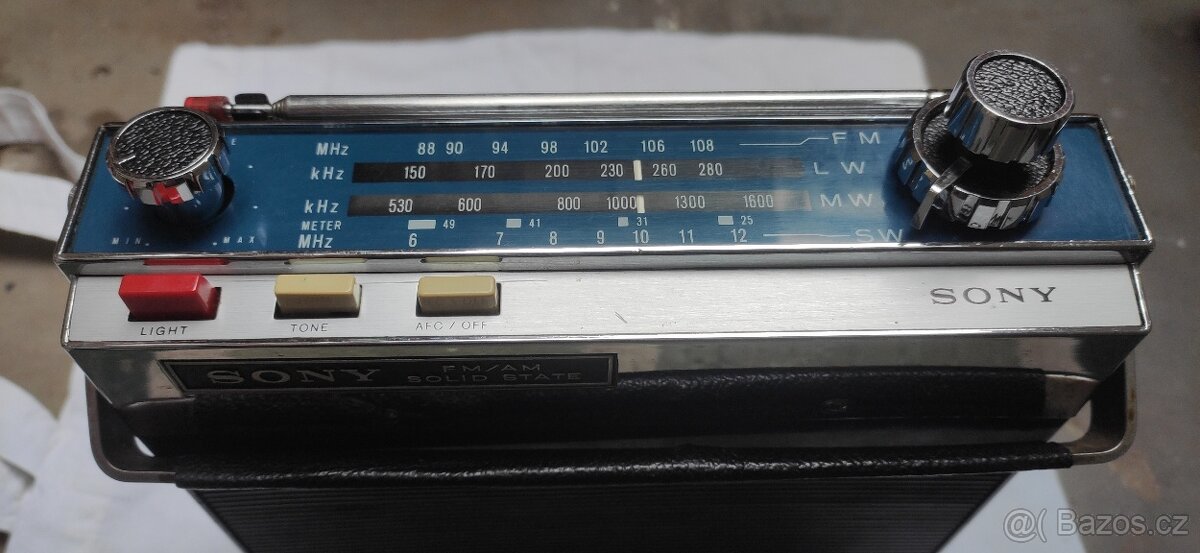 MHz 88 90 94 98 102 106 108 FM
kHz 150 170 200 230 260 280 LW
kHz 530 600 800 1000 1300 1600 MW
METER 49 41 31 25
MHz 6 7 8 9 10 11 12 SW
MIN MAX
LIGHT TONE AFC / OFF
SONY
SONY FM/AM
SOLID STATE
@( Bazos.cz